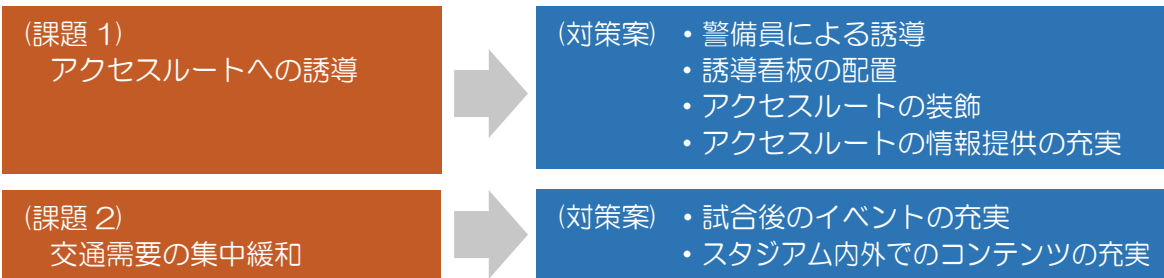 (課題 1)
アクセスルートへの誘導
(対策案) ・警備員による誘導
・誘導看板の配置
・アクセスルートの装飾
・アクセスルートの情報提供の充実
(課題 2)
交通需要の集中緩和
(対策案) ・試合後のイベントの充実
・スタジアム内外でのコンテンツの充実